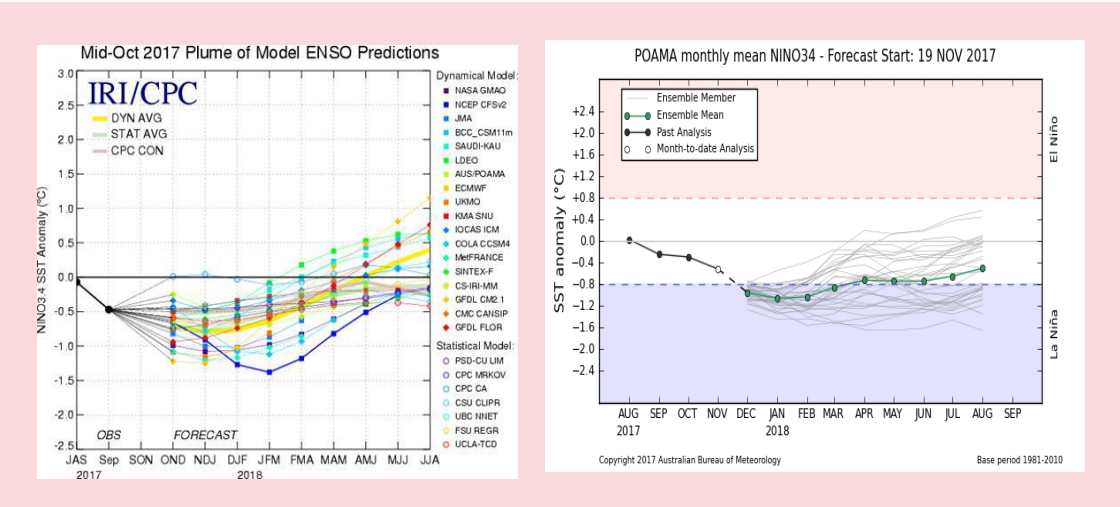 Mid-Oct 2017 Plume of Model ENSO Predictions
IRI/CPC
DYN AVG
STAT AVG
CPC CON
NINO3.4 SST Anomaly (ºC)
3.0
2.5
2.0
1.5
1.0
0.5
0.0
-0.5
-1.0
-1.5
-2.0
-2.5
OBS
FORECAST
JAS Sep SON OND NDJ DJF JFM FMA MAM AMJ MJJ JJA
2017 2018
Dynamical Model:
NASA GMAO
NCEP CFSv2
JMA
BCC_CSM11m
SAUDI-KAU
LDEO
AUS/POAMA
ECMWF
UKMO
KMA SNU
IOCAS ICM
COLA CCSM4
MetFRANCE
SINTEX-F
CS-IRI-MM
GFDL CM2.1
CMC CANSIP
GFDL FLOR
Statistical Model:
PSD-CU LIM
CPC MRKOV
CPC CA
CSU CLIPR
UBC NNET
FSU REGR
UCLA-TCD
POAMA monthly mean NINO34 - Forecast Start: 19 NOV 2017
Ensemble Member
Ensemble Mean
Past Analysis
Month-to-date Analysis
SST anomaly (°C)
+2.4
+2.0
+1.6
+1.2
+0.8
+0.4
0.0
−0.4
−0.8
−1.2
−1.6
−2.0
−2.4
El Niño
La Niña
AUG SEP OCT NOV DEC JAN FEB MAR APR MAY JUN JUL AUG SEP
2017 2018
Copyright 2017 Australian Bureau of Meteorology
Base period 1981-2010